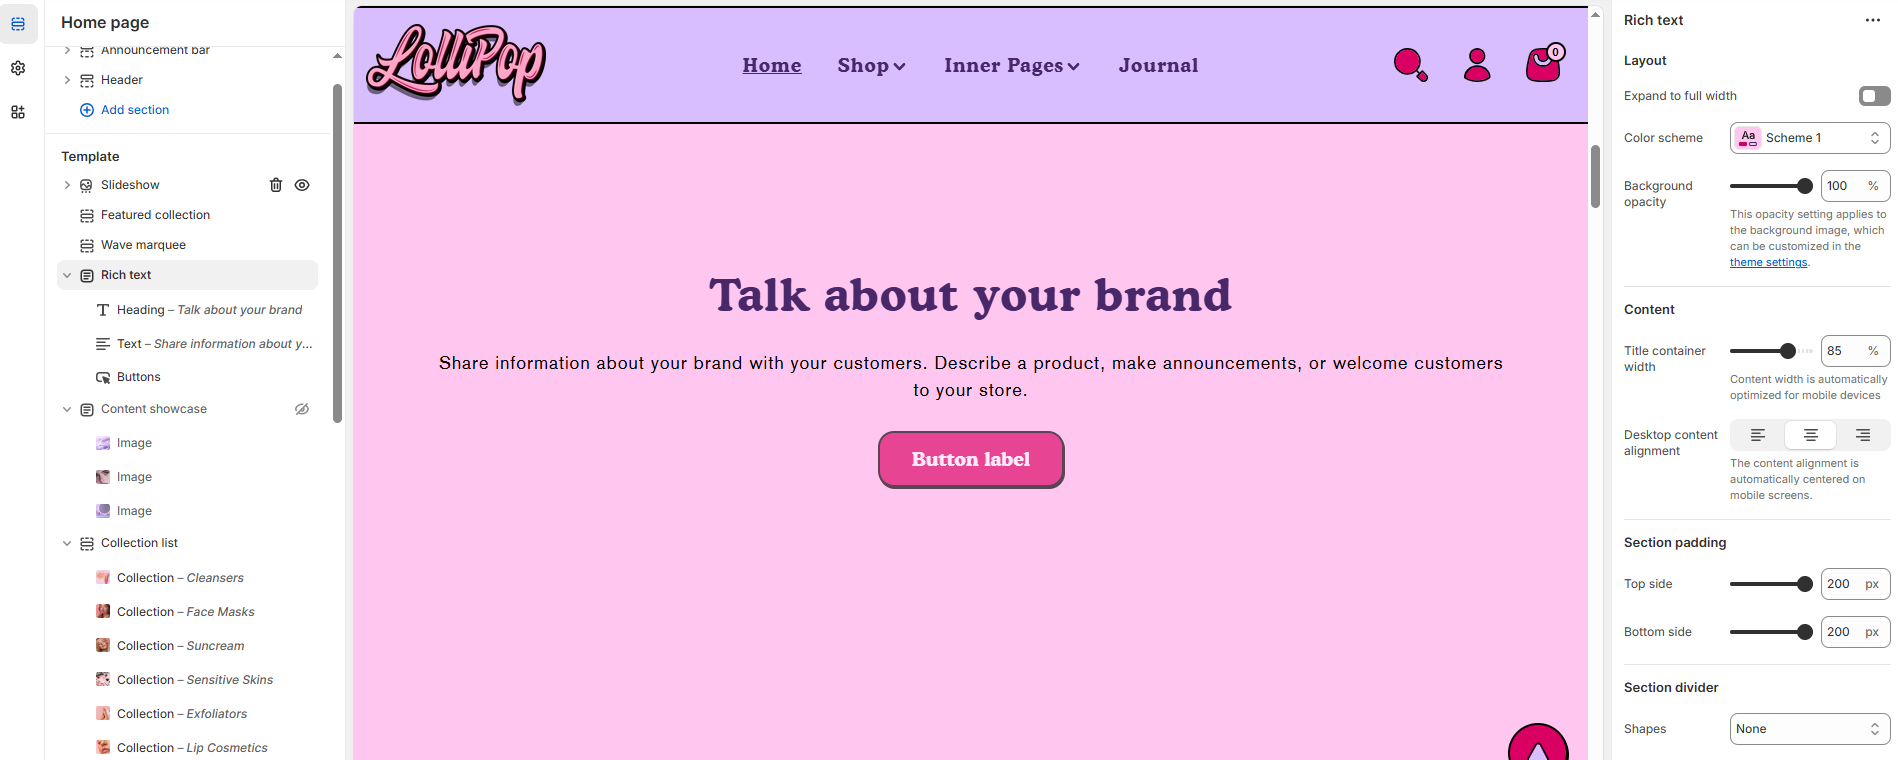 Home page
Announcement bar
Header
Add section
Template
Slideshow
Featured collection
Wave marquee
Rich text
Heading – Talk about your brand
Text – Share information about y...
Buttons
Content showcase
Image
Image
Image
Collection list
Collection – Cleansers
Collection – Face Masks
Collection – Suncream
Collection – Sensitive Skins
Collection – Exfoliators
Collection – Lip Cosmetics
LolliPop
Home
Shop
Inner Pages
Journal
0
Talk about your brand
Share information about your brand with your customers. Describe a product, make announcements, or welcome customers
to your store.
Button label
Rich text
Layout
Expand to full width
Color scheme
Aa
Scheme 1
Background
opacity
100 %
This opacity setting applies to
the background image, which
can be customized in the
theme settings.
Content
Title container
width
85 %
Content width is automatically
optimized for mobile devices
Desktop content
alignment
The content alignment is
automatically centered on
mobile screens.
Section padding
Top side
200 px
Bottom side
200 px
Section divider
Shapes
None